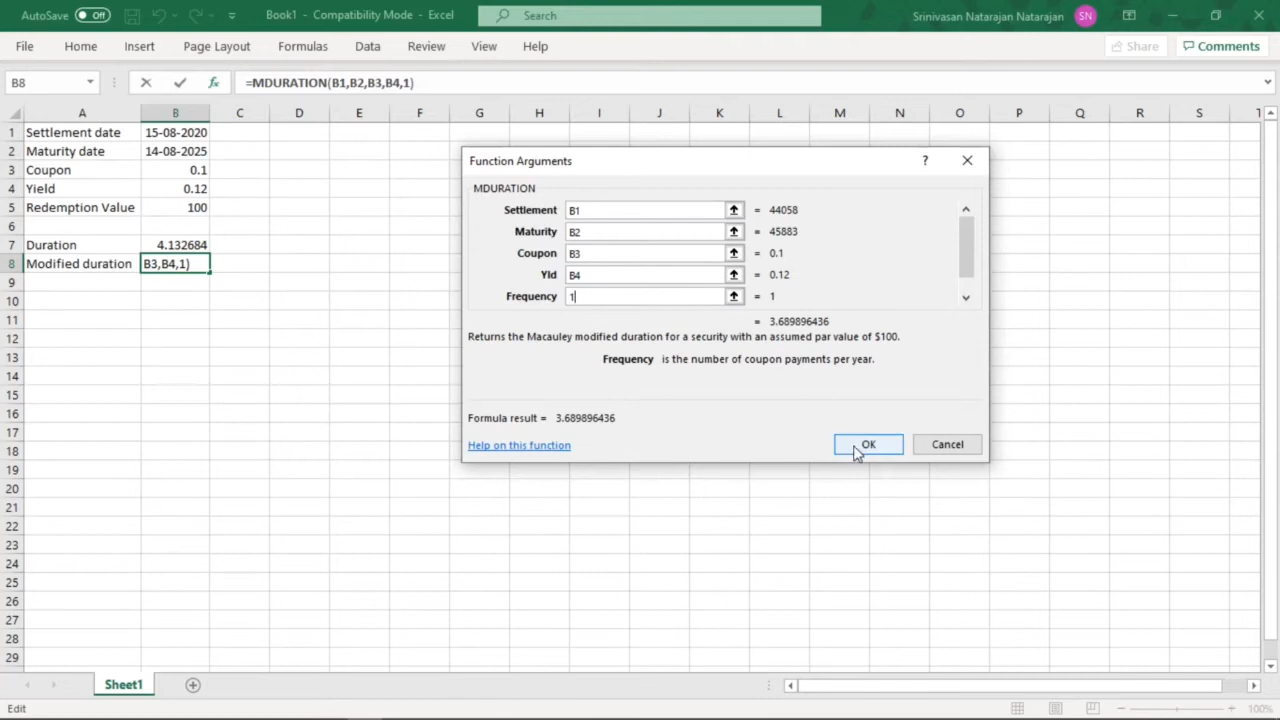 AutoSave Off Book1 - Compatibility Mode - Excel Search Srinivasan Natarajan Natarajan SN
File Home Insert Page Layout Formulas Data Review View Help Share Comments
B8 fx =MDURATION(B1,B2,B3,B4,1)
A B C D E F G H I J K L M N O P Q R S T
1 Settlement date 15-08-2020
2 Maturity date 14-08-2025
3 Coupon 0.1
4 Yield 0.12
5 Redemption Value 100
6
7 Duration 4.132684
8 Modified duration B3,B4,1)
9
10
11
12
13
14
15
16
17
18
19
20
21
22
23
24
25
26
27
28
29
Function Arguments ? 
MDURATION
Settlement B1 = 44058
Maturity B2 = 45883
Coupon B3 = 0.1
Yld B4 = 0.12
Frequency 1 = 1
= 3.689896436
Returns the Macauley modified duration for a security with an assumed par value of $100.
Frequency is the number of coupon payments per year.
Formula result = 3.689896436
Help on this function OK Cancel
Sheet1
Edit 100%